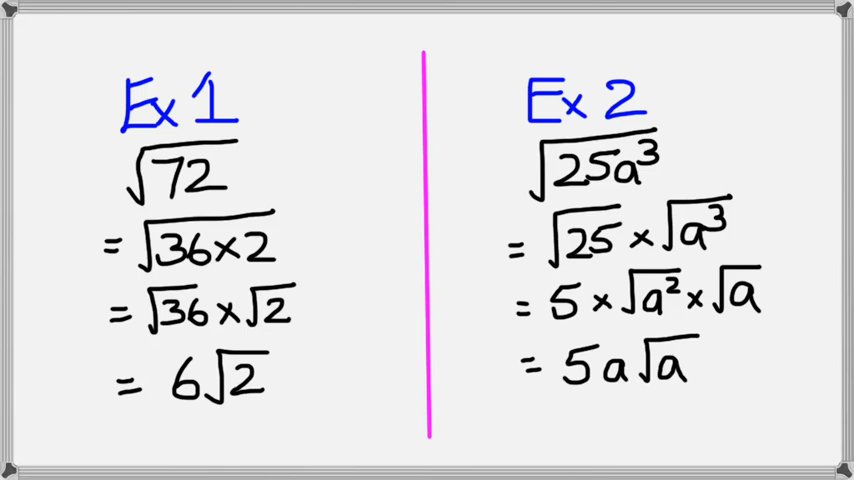 Ex 1
√72
= √36×2
= √36 × √2
= 6√2
Ex 2
√25a³
= √25 × √a³
= 5 × √a² × √a
= 5a√a